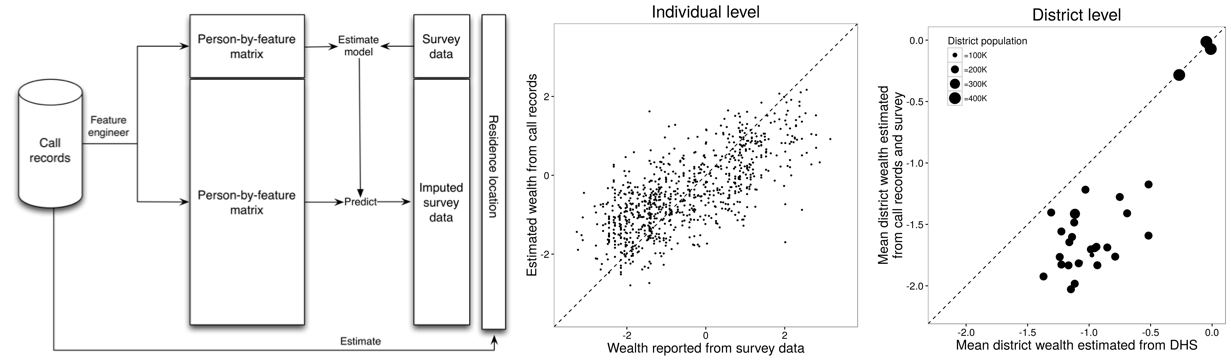 Call
records
Feature
engineer
Person-by-feature
matrix
Person-by-feature
matrix
Estimate
model
Predict
Survey
data
Imputed
survey
data
Residence location
Estimate
Individual level
Estimated wealth from call records
2
0
-2
-2
0
2
Wealth reported from survey data
District level
District population
=100K
=200K
=300K
=400K
Mean district wealth estimated
from call records and survey
0.0
-0.5
-1.0
-1.5
-2.0
-2.0
-1.5
-1.0
-0.5
0.0
Mean district wealth estimated from DHS